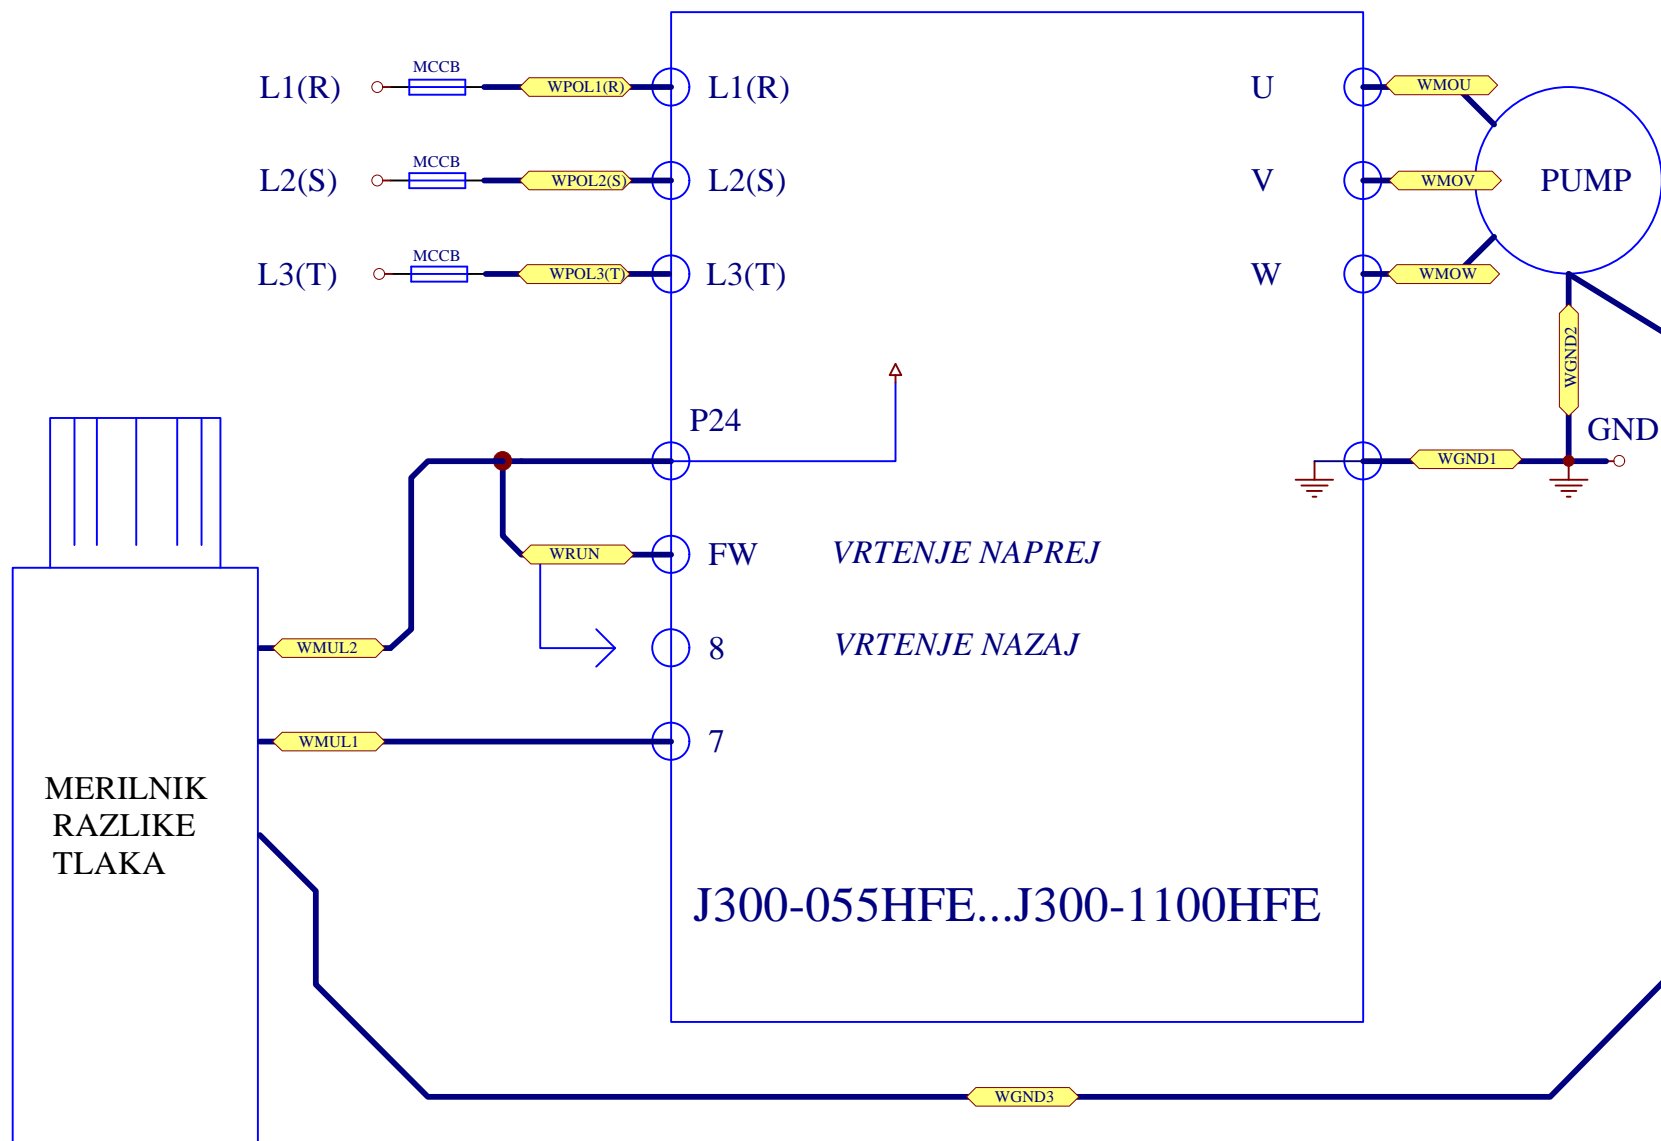 L1(R)
MCCB
WPOL1(R)
L1(R)
U
WMOU
L2(S)
MCCB
WPOL2(S)
L2(S)
V
WMOV
PUMP
L3(T)
MCCB
WPOL3(T)
L3(T)
W
WMOW
WGND2
P24
GND
WGND1
WRUN
FW
VRTENJE NAPREJ
WMUL2
8
VRTENJE NAZAJ
WMUL1
7
MERILNIK
RAZLIKE
TLAKA
J300-055HFE...J300-1100HFE
WGND3